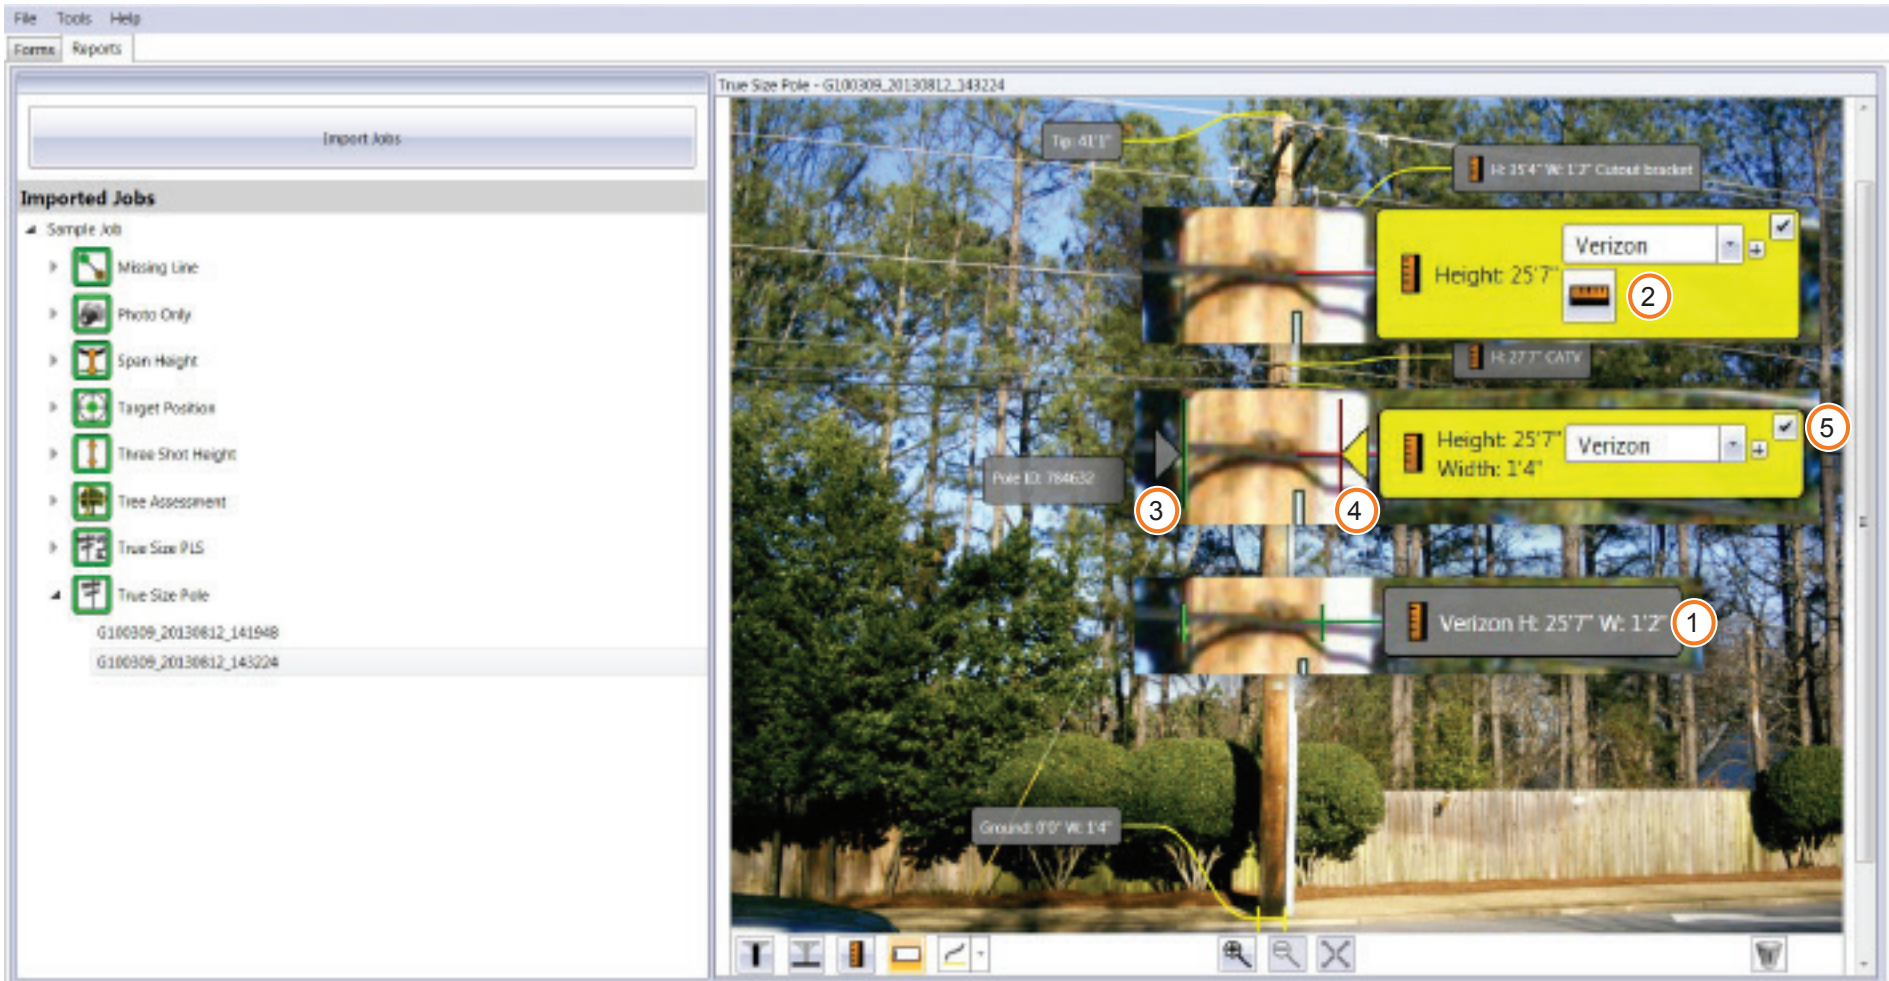 File Tools Help
Forms Reports
Import Jobs
Imported Jobs
Sample Job
Missing Line
Photo Only
Span Height
Target Position
Three Shot Height
Tree Assessment
True Size PLS
True Size Pole
G100309_20130812_141948
G100309_20130812_143224
True Size Pole - G100309_20130812_143224
Tip: 41'1"
H: 35'4" W: 1'2" Cutout bracket
Verizon
Height: 25'7"
2
H: 27'7" CATV
5
Height: 25'7"
Width: 1'4"
Verizon
Pole ID: 784632
3
4
Verizon H: 25'7" W: 1'2"
1
Ground: 0'0" W: 1'4"